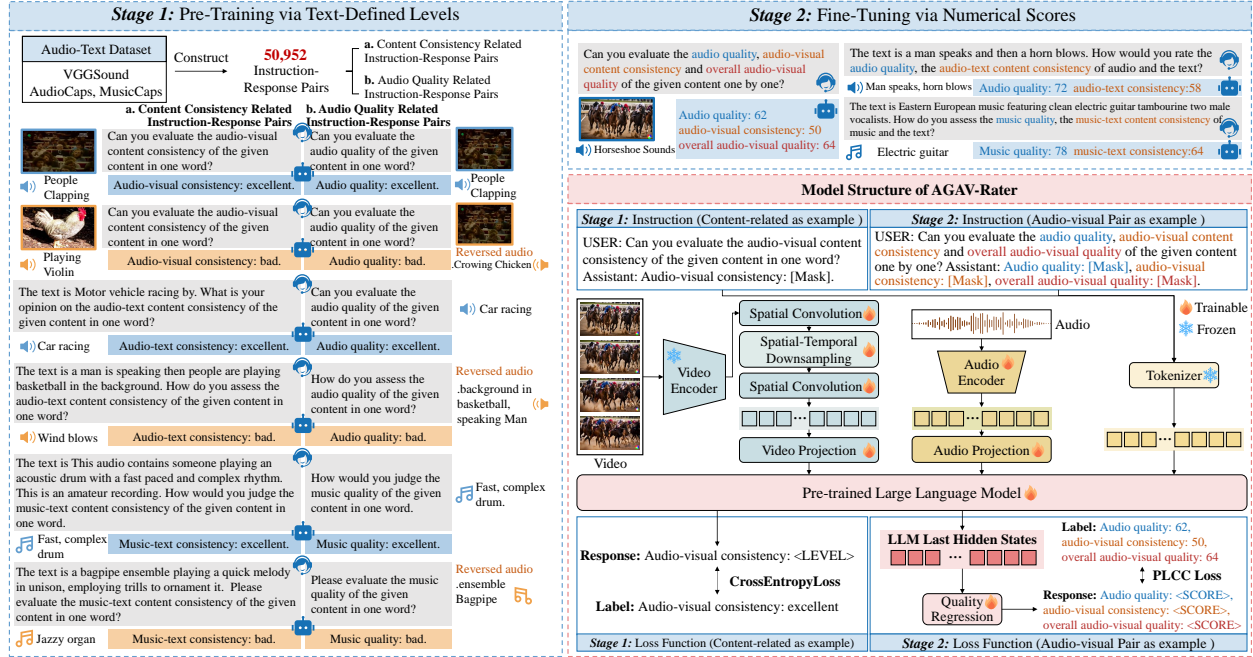 Stage 1: Pre-Training via Text-Defined Levels
Audio-Text Dataset
VGGSound
AudioCaps, MusicCaps
Construct
50,952
Instruction-
Response Pairs
a. Content Consistency Related
Instruction-Response Pairs
b. Audio Quality Related
Instruction-Response Pairs
a. Content Consistency Related
Instruction-Response Pairs
b. Audio Quality Related
Instruction-Response Pairs
Can you evaluate the audio-visual
content consistency of the given
content in one word?
Can you evaluate the
audio quality of the given
content in one word?
People
Clapping
Audio-visual consistency: excellent.
Audio quality: excellent.
People
Clapping
Can you evaluate the audio-visual
content consistency of the given
content in one word?
Can you evaluate the
audio quality of the given
content in one word?
Playing
Violin
Audio-visual consistency: bad.
Audio quality: bad.
Reversed audio
.Crowing Chicken
The text is Motor vehicle racing by. What is your
opinion on the audio-text content consistency of the
given content in one word?
Can you evaluate the
audio quality of the given
content in one word?
Car racing
Car racing
Audio-text consistency: excellent.
Audio quality: excellent.
The text is a man is speaking then people are playing
basketball in the background. How do you assess the
audio-text content consistency of the given content in
one word?
How do you assess the
audio quality of the given
content in one word?
Reversed audio
.background in
basketball,
speaking Man
Wind blows
Audio-text consistency: bad.
Audio quality: bad.
The text is This audio contains someone playing an
acoustic drum with a fast paced and complex rhythm.
This is an amateur recording. How would you judge the
music-text content consistency of the given content in
one word.
How would you judge the
music quality of the given
content in one word.
Fast, complex
drum.
Fast, complex
drum
Music-text consistency: excellent.
Music quality: excellent.
The text is a bagpipe ensemble playing a quick melody
in unison, employing trills to ornament it. Please
evaluate the music-text content consistency of the given
content in one word.
Please evaluate the music
quality of the given
content in one word?
Reversed audio
.ensemble
Bagpipe
Jazzy organ
Music-text consistency: bad.
Music quality: bad.
Stage 2: Fine-Tuning via Numerical Scores
Can you evaluate the audio quality, audio-visual
content consistency and overall audio-visual
quality of the given content one by one?
Horseshoe Sounds
Audio quality: 62
audio-visual consistency: 50
overall audio-visual quality: 64
The text is a man speaks and then a horn blows. How would you rate the
audio quality, the audio-text content consistency of audio and the text?
Man speaks, horn blows
Audio quality: 72 audio-text consistency:58
The text is Eastern European music featuring clean electric guitar tambourine two male
vocalists. How do you assess the music quality, the music-text content consistency of
music and the text?
Electric guitar
Music quality: 78 music-text consistency:64
Model Structure of AGAV-Rater
Stage 1: Instruction (Content-related as example )
USER: Can you evaluate the audio-visual content
consistency of the given content in one word?
Assistant: Audio-visual consistency: [Mask].
Stage 2: Instruction (Audio-visual Pair as example )
USER: Can you evaluate the audio quality, audio-visual content
consistency and overall audio-visual quality of the given content
one by one? Assistant: Audio quality: [Mask], audio-visual
consistency: [Mask], overall audio-visual quality: [Mask].
Video
Video
Encoder
Spatial Convolution
Spatial-Temporal
Downsampling
Spatial Convolution
Video Projection
Audio
Audio
Encoder
Audio Projection
Trainable
Frozen
Tokenizer
Pre-trained Large Language Model
Response: Audio-visual consistency: <LEVEL>
CrossEntropyLoss
Label: Audio-visual consistency: excellent
Stage 1: Loss Function (Content-related as example)
LLM Last Hidden States
Quality
Regression
Label: Audio quality: 62,
audio-visual consistency: 50,
overall audio-visual quality: 64
PLCC Loss
Response: Audio quality: <SCORE>,
audio-visual consistency: <SCORE>,
overall audio-visual quality: <SCORE>
Stage 2: Loss Function (Audio-visual Pair as example )